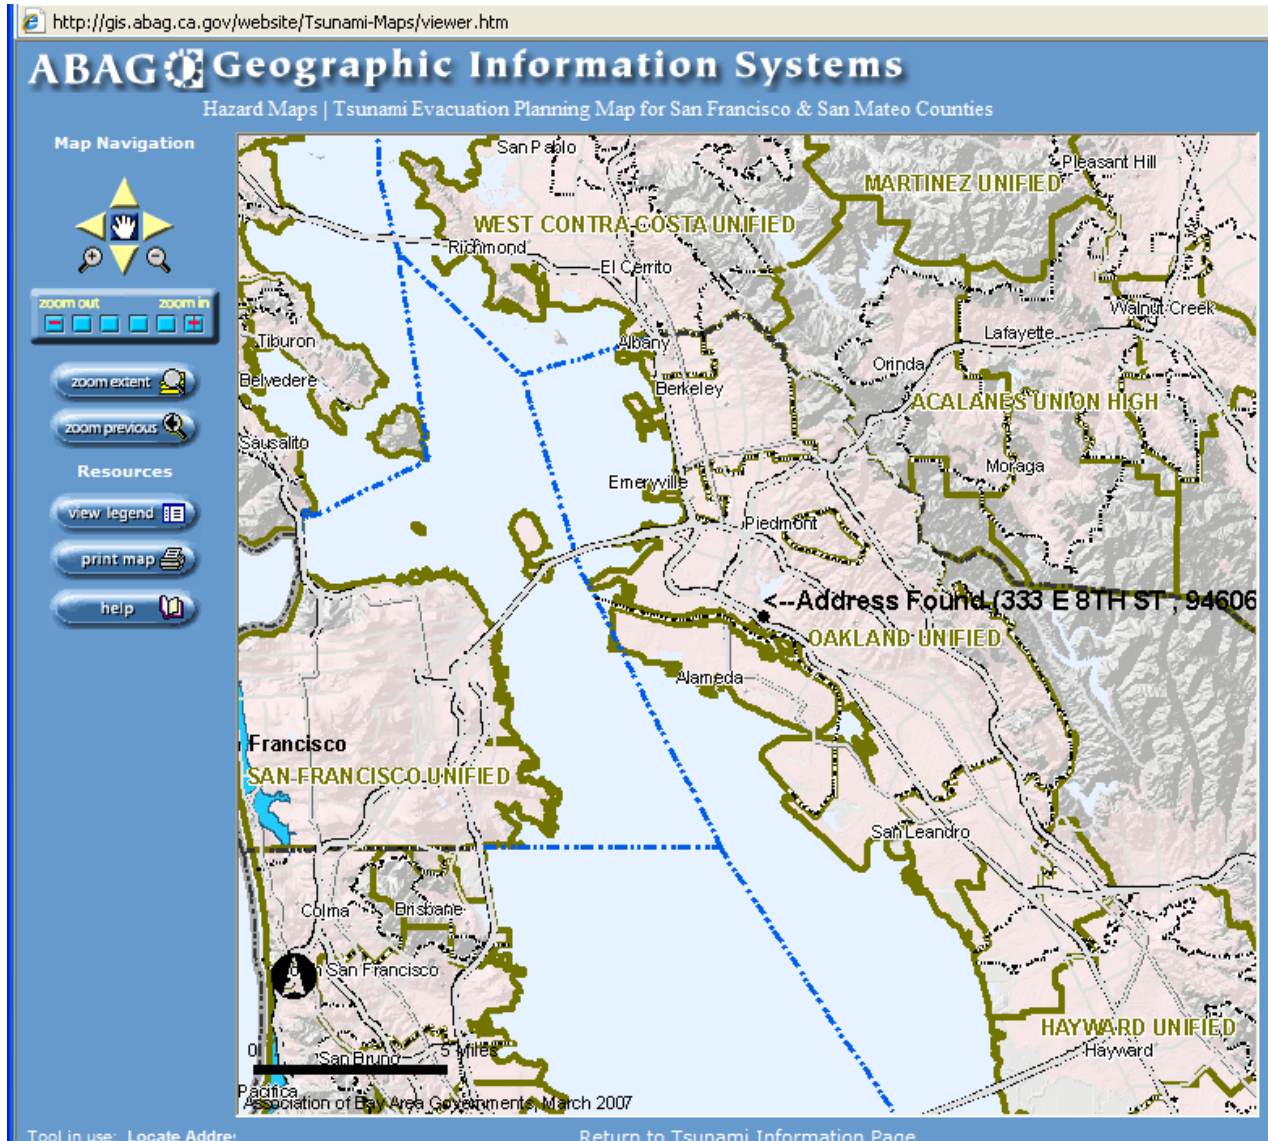 http://gis.abag.ca.gov/website/Tsunami-Maps/viewer.htm
ABAG Geographic Information Systems
Hazard Maps | Tsunami Evacuation Planning Map for San Francisco & San Mateo Counties
Map Navigation
zoom out zoom in
zoom extent
zoom previous
Resources
view legend
print map
help
San Pablo
Pleasant Hill
MARTINEZ UNIFIED
WEST CONTRA COSTA UNIFIED
Richmond
El Cerrito
Walnut Creek
Tiburon
Albany
Lafayette
Orinda
Belvedere
Berkeley
ACALANES UNION HIGH
Sausalito
Moraga
Emeryville
Piedmont
<--Address Found (333 E 8TH ST , 94606
OAKLAND UNIFIED
Alameda
Francisco
SAN FRANCISCO UNIFIED
San Leandro
Colma
Brisbane
San Francisco
HAYWARD UNIFIED
Hayward
0 5 Miles
San Bruno
Pacifica
Association of Bay Area Governments, March 2007
Tool in use: Locate Addre
Return to Tsunami Information Page